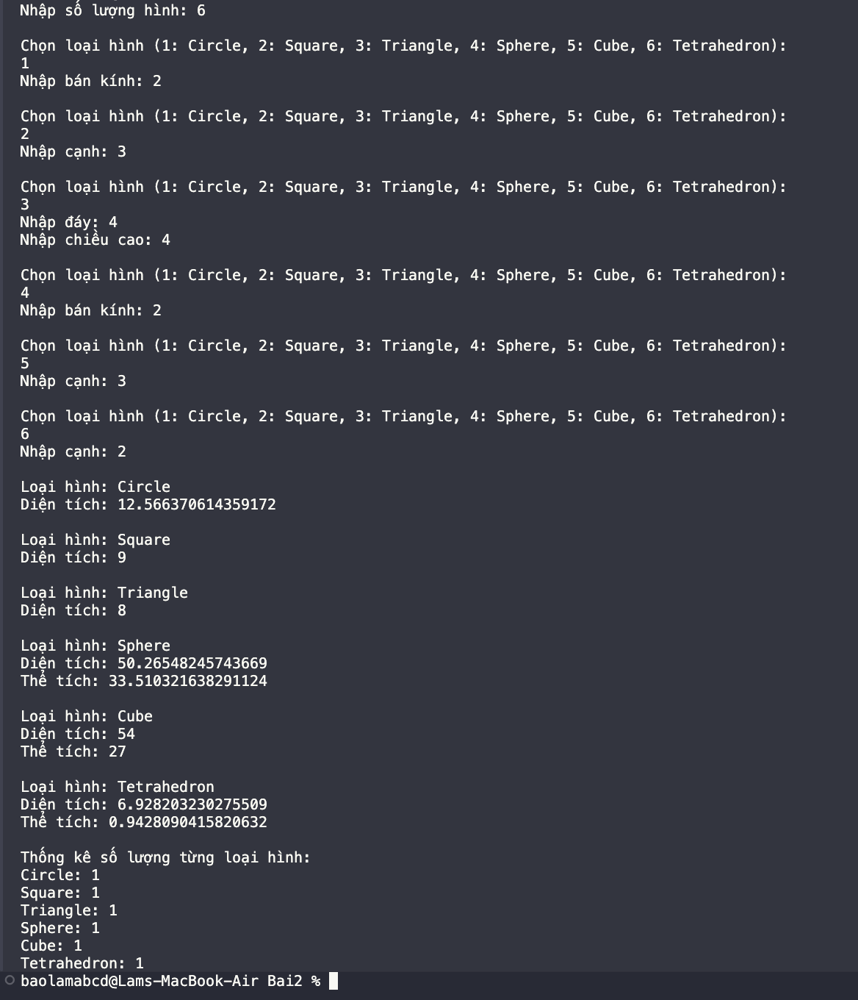 Nhập số lượng hình: 6
Chọn loại hình (1: Circle, 2: Square, 3: Triangle, 4: Sphere, 5: Cube, 6: Tetrahedron):
1
Nhập bán kính: 2
Chọn loại hình (1: Circle, 2: Square, 3: Triangle, 4: Sphere, 5: Cube, 6: Tetrahedron):
2
Nhập cạnh: 3
Chọn loại hình (1: Circle, 2: Square, 3: Triangle, 4: Sphere, 5: Cube, 6: Tetrahedron):
3
Nhập đáy: 4
Nhập chiều cao: 4
Chọn loại hình (1: Circle, 2: Square, 3: Triangle, 4: Sphere, 5: Cube, 6: Tetrahedron):
4
Nhập bán kính: 2
Chọn loại hình (1: Circle, 2: Square, 3: Triangle, 4: Sphere, 5: Cube, 6: Tetrahedron):
5
Nhập cạnh: 3
Chọn loại hình (1: Circle, 2: Square, 3: Triangle, 4: Sphere, 5: Cube, 6: Tetrahedron):
6
Nhập cạnh: 2
Loại hình: Circle
Diện tích: 12.566370614359172
Loại hình: Square
Diện tích: 9
Loại hình: Triangle
Diện tích: 8
Loại hình: Sphere
Diện tích: 50.26548245743669
Thể tích: 33.510321638291124
Loại hình: Cube
Diện tích: 54
Thể tích: 27
Loại hình: Tetrahedron
Diện tích: 6.928203230275509
Thể tích: 0.9428090415820632
Thống kê số lượng từng loại hình:
Circle: 1
Square: 1
Triangle: 1
Sphere: 1
Cube: 1
Tetrahedron: 1
baolamabcd@Lams-MacBook-Air Bai2 %